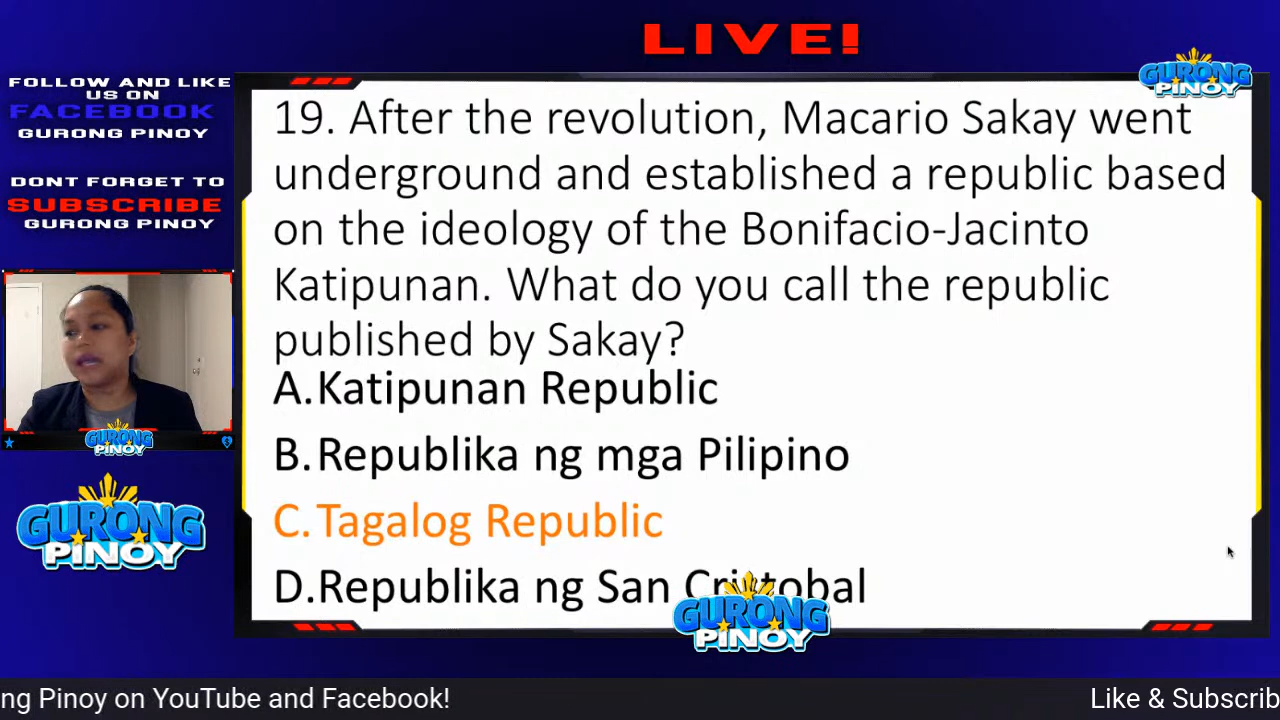 LIVE!
FOLLOW AND LIKE
US ON
FACEBOOK
GURONG PINOY
DONT FORGET TO
SUBSCRIBE
GURONG PINOY
GURONG
PINOY
19. After the revolution, Macario Sakay went
underground and established a republic based
on the ideology of the Bonifacio-Jacinto
Katipunan. What do you call the republic
published by Sakay?
A. Katipunan Republic
B. Republika ng mga Pilipino
C. Tagalog Republic
D. Republika ng San Cristobal
GURONG
PINOY
GURONG
PINOY
GURONG
PINOY
ng Pinoy on YouTube and Facebook!
Like & Subscrib